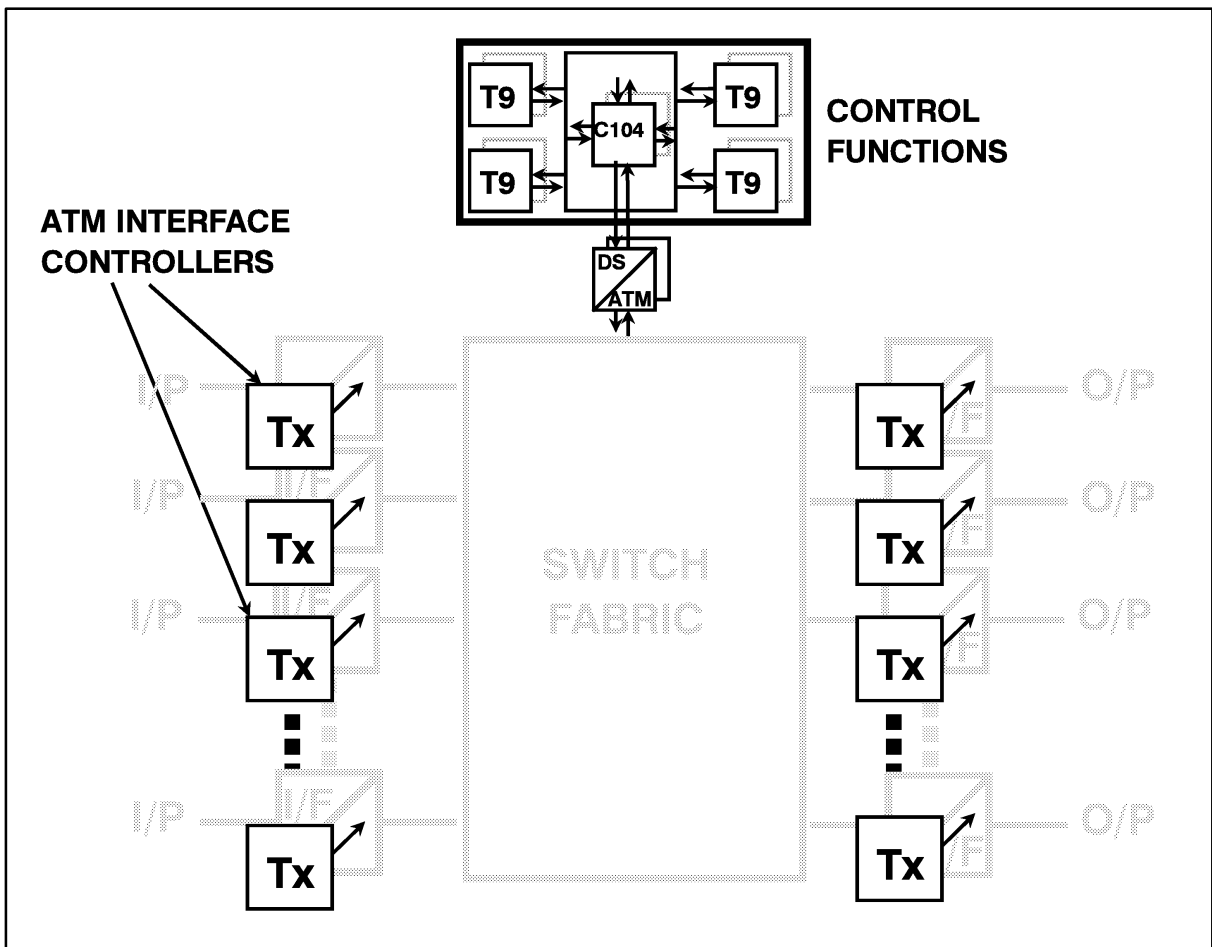 T9
T9
C104
T9
T9
CONTROL
FUNCTIONS
ATM INTERFACE
CONTROLLERS
DS
ATM
I/P
Tx
Tx
I/F
O/P
I/P
I/F
Tx
Tx
I/F
O/P
SWITCH
FABRIC
I/P
I/F
Tx
Tx
I/F
O/P
I/P
I/F
Tx
Tx
I/F
O/P